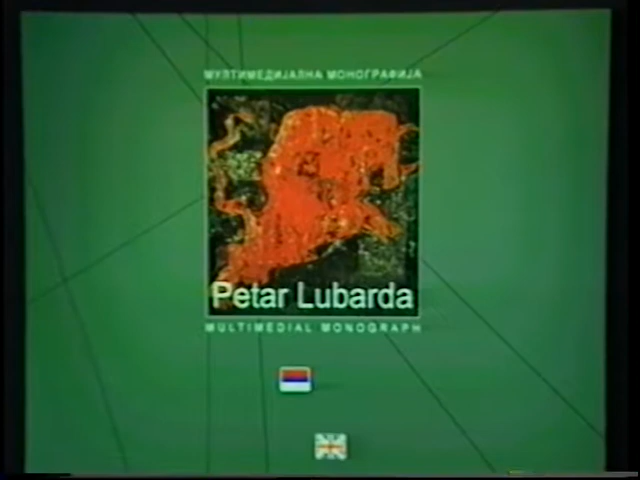 МУЛТИМЕДИЈАЛНА МОНОГРАФИЈА
Petar Lubarda
MULTIMEDIAL MONOGRAPH